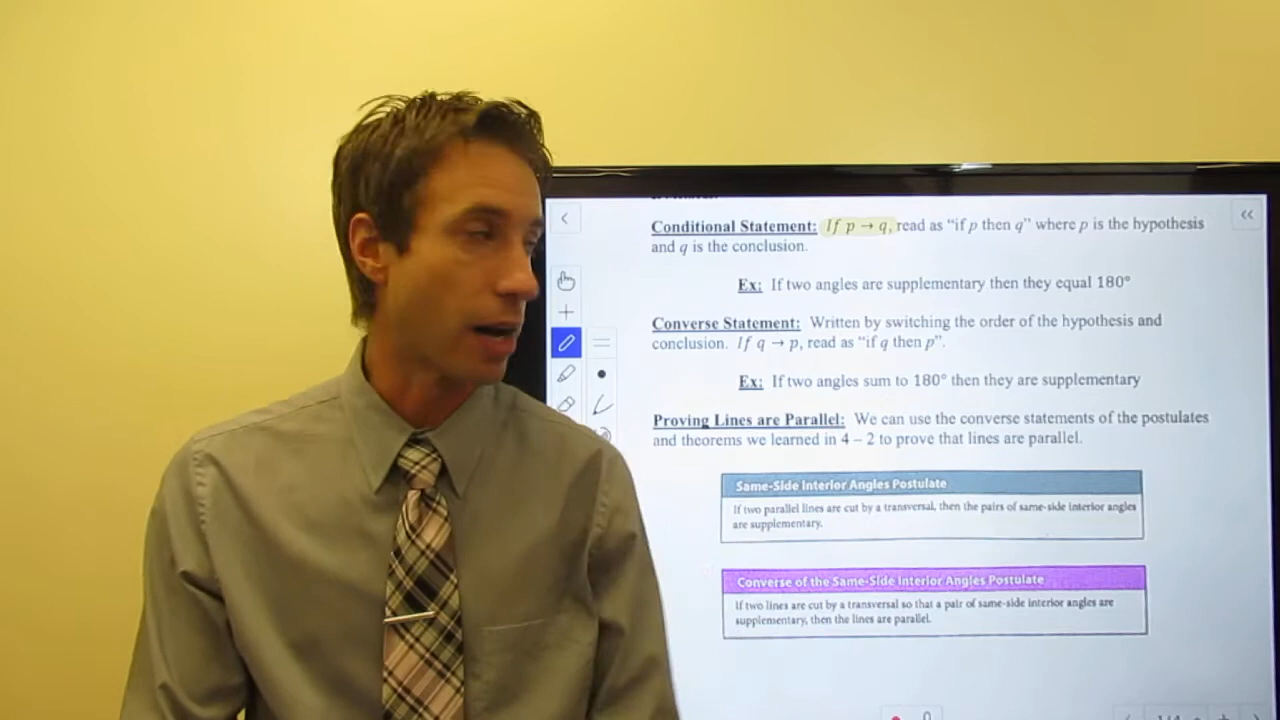 Conditional Statement: If p → q, read as "if p then q" where p is the hypothesis
and q is the conclusion.
Ex: If two angles are supplementary then they equal 180°
Converse Statement: Written by switching the order of the hypothesis and
conclusion. If q → p, read as "if q then p".
Ex: If two angles sum to 180° then they are supplementary
Proving Lines are Parallel: We can use the converse statements of the postulates
and theorems we learned in 4 – 2 to prove that lines are parallel.
Same-Side Interior Angles Postulate
If two parallel lines are cut by a transversal, then the pairs of same-side interior angles
are supplementary.
Converse of the Same-Side Interior Angles Postulate
If two lines are cut by a transversal so that a pair of same-side interior angles are
supplementary, then the lines are parallel.